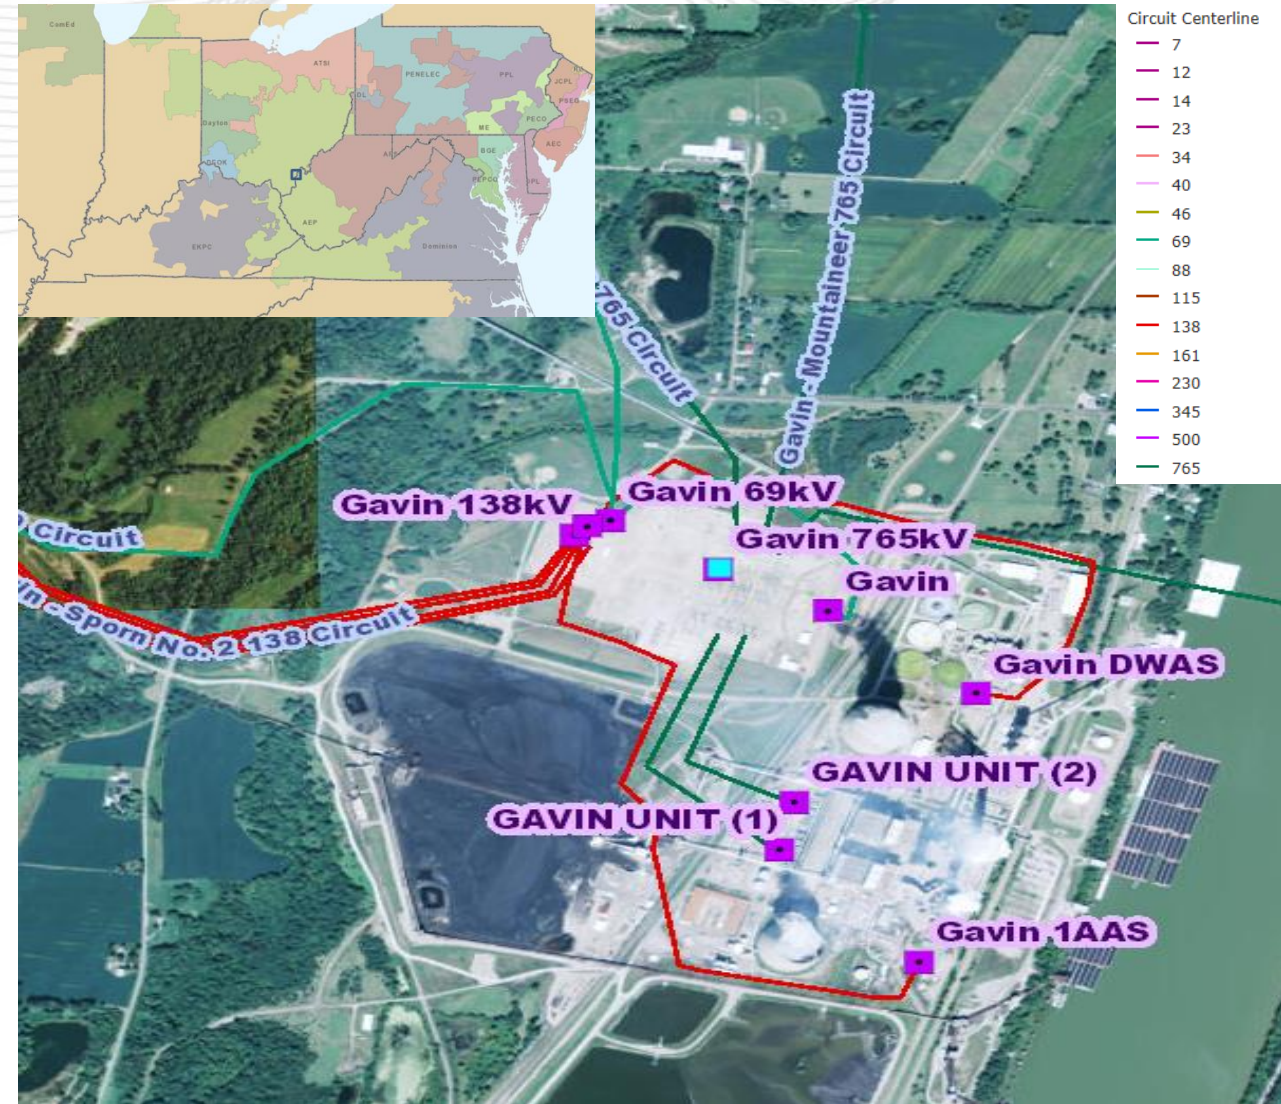 ComEd
ATSI
PENELEC
PPL
JCPL
PSEG
Dayton
ME
PECO
BGE
AEC
PEPCO
DPL
AEP
EKPC
Dominion
Circuit Centerline
7
12
14
23
34
40
46
69
88
115
138
161
230
345
500
765
765 Circuit
Gavin - Mountaineer 765 Circuit
Gavin 138kV
Gavin 69kV
Gavin 765kV
Circuit
Gavin
in - Sporn No. 2 138 Circuit
Gavin DWAS
GAVIN UNIT (2)
GAVIN UNIT (1)
Gavin 1AAS